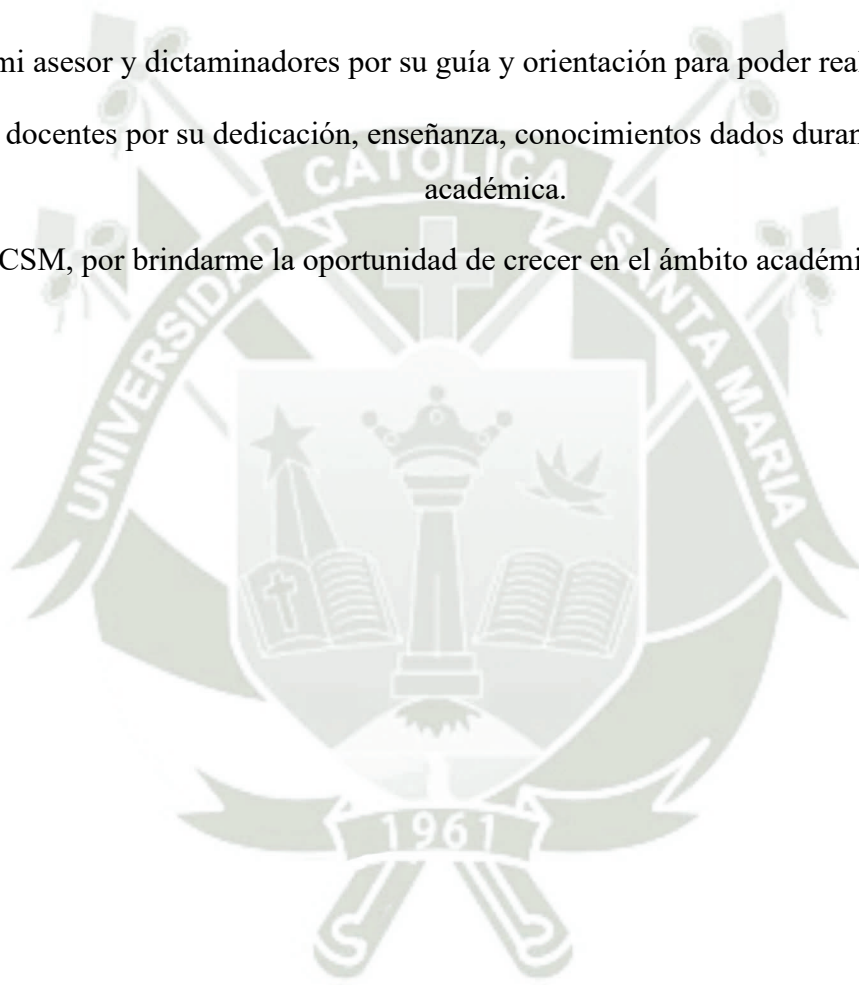 mi asesor y dictaminadores por su guía y orientación para poder rea
docentes por su dedicación, enseñanza, conocimientos dados duran
académica.
CSM, por brindarme la oportunidad de crecer en el ámbito académi
UNIVERSIDAD CATOLICA SANTA MARIA
1961